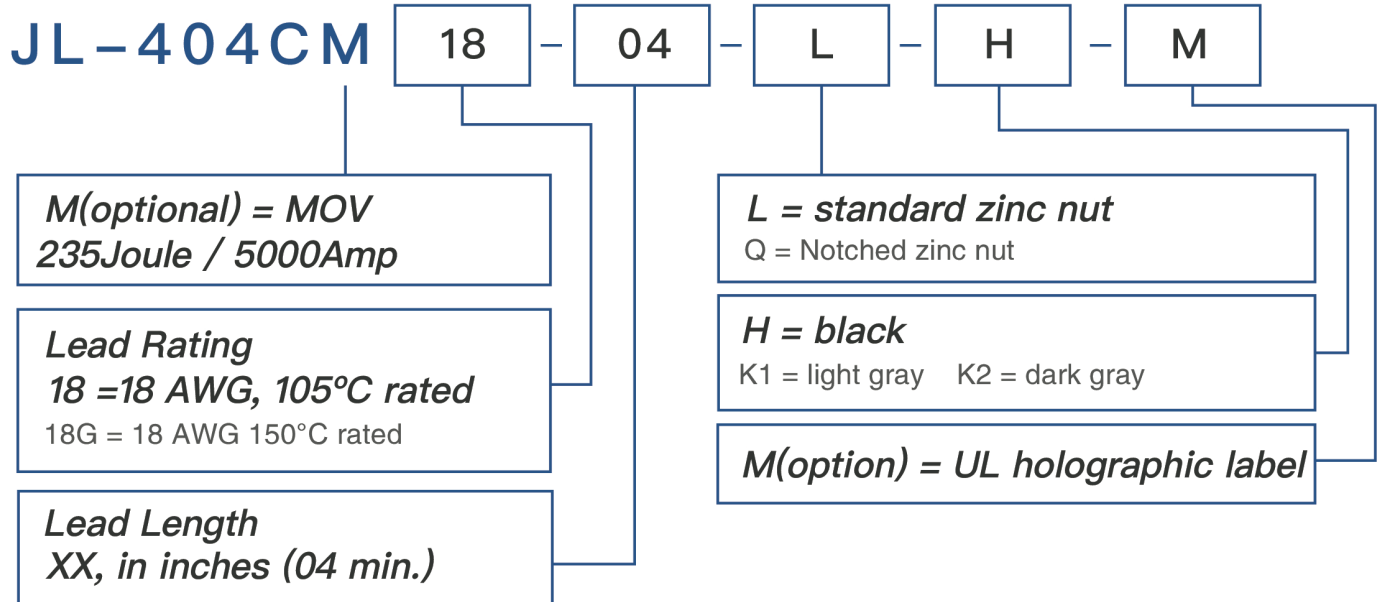 JL-404CM 18 - 04 - L - H - M
M(optional) = MOV
235Joule / 5000Amp
Lead Rating
18 =18 AWG, 105ºC rated
18G = 18 AWG 150°C rated
Lead Length
XX, in inches (04 min.)
L = standard zinc nut
Q = Notched zinc nut
H = black
K1 = light gray K2 = dark gray
M(option) = UL holographic label